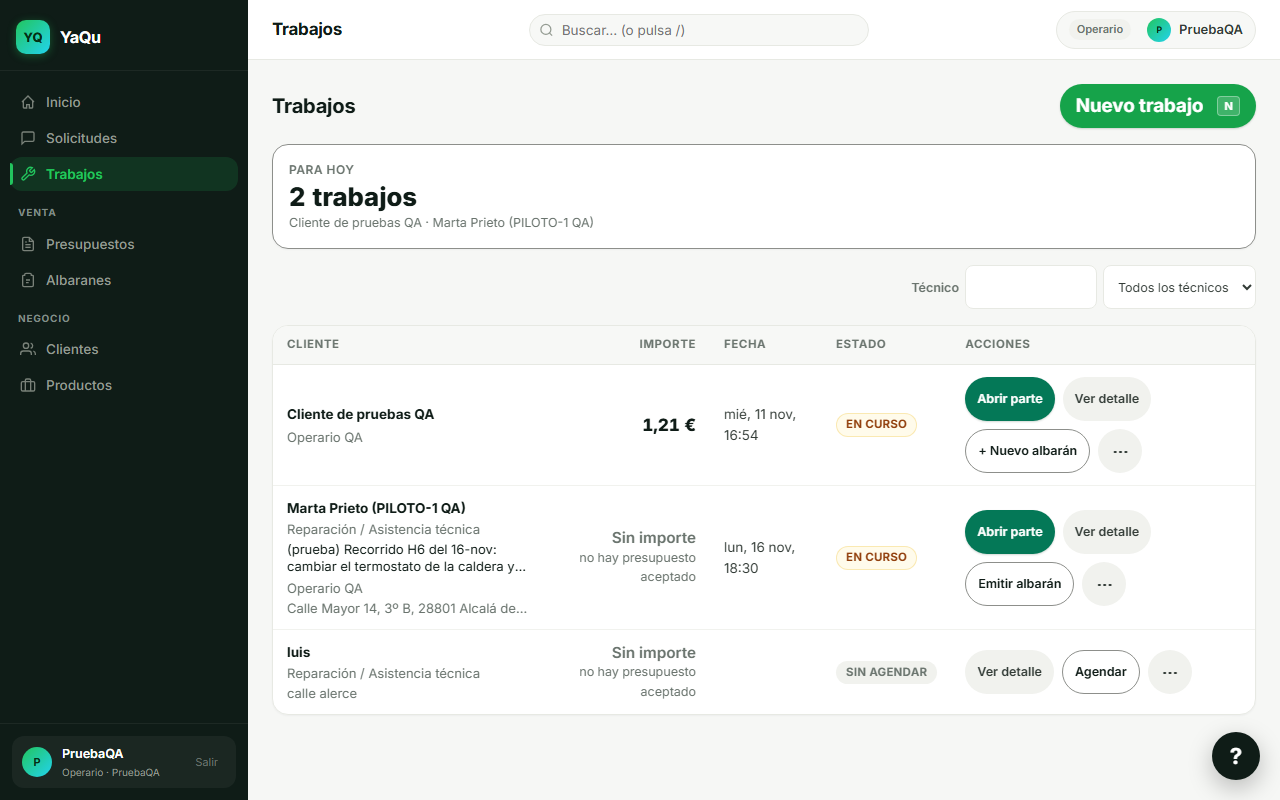 YQ YaQu
Inicio
Solicitudes
Trabajos
VENTA
Presupuestos
Albaranes
NEGOCIO
Clientes
Productos
P PruebaQA
Operario · PruebaQA
Salir
Trabajos
Buscar... (o pulsa /)
Operario P PruebaQA
Trabajos
Nuevo trabajo N
PARA HOY
2 trabajos
Cliente de pruebas QA · Marta Prieto (PILOTO-1 QA)
Técnico Todos los técnicos
CLIENTE IMPORTE FECHA ESTADO ACCIONES
Cliente de pruebas QA
Operario QA
1,21 €
mié, 11 nov,
16:54
EN CURSO
Abrir parte Ver detalle
+ Nuevo albarán ...
Marta Prieto (PILOTO-1 QA)
Reparación / Asistencia técnica
(prueba) Recorrido H6 del 16-nov:
cambiar el termostato de la caldera y...
Operario QA
Calle Mayor 14, 3º B, 28801 Alcalá de...
Sin importe
no hay presupuesto
aceptado
lun, 16 nov,
18:30
EN CURSO
Abrir parte Ver detalle
Emitir albarán ...
luis
Reparación / Asistencia técnica
calle alerce
Sin importe
no hay presupuesto
aceptado
SIN AGENDAR
Ver detalle Agendar ...
?